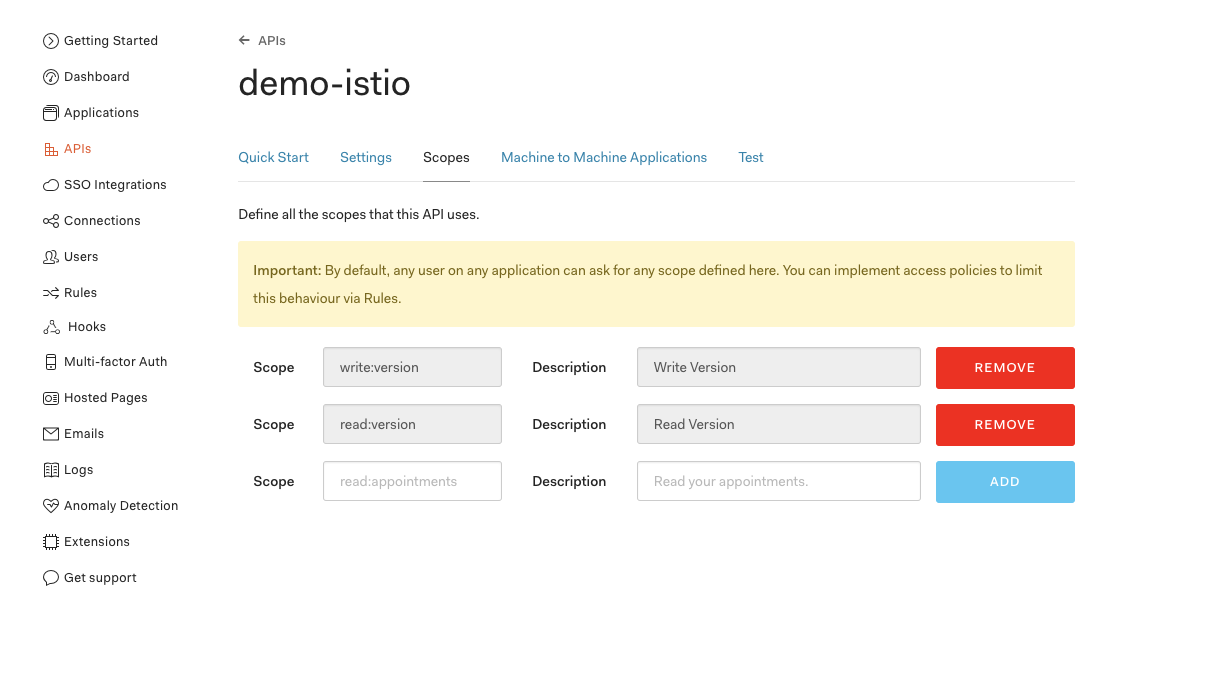 Getting Started
Dashboard
Applications
APIs
SSO Integrations
Connections
Users
Rules
Hooks
Multi-factor Auth
Hosted Pages
Emails
Logs
Anomaly Detection
Extensions
Get support
← APIs
demo-istio
Quick Start Settings Scopes Machine to Machine Applications Test
Define all the scopes that this API uses.
Important: By default, any user on any application can ask for any scope defined here. You can implement access policies to limit
this behaviour via Rules.
Scope write:version Description Write Version REMOVE
Scope read:version Description Read Version REMOVE
Scope read:appointments Description Read your appointments. ADD